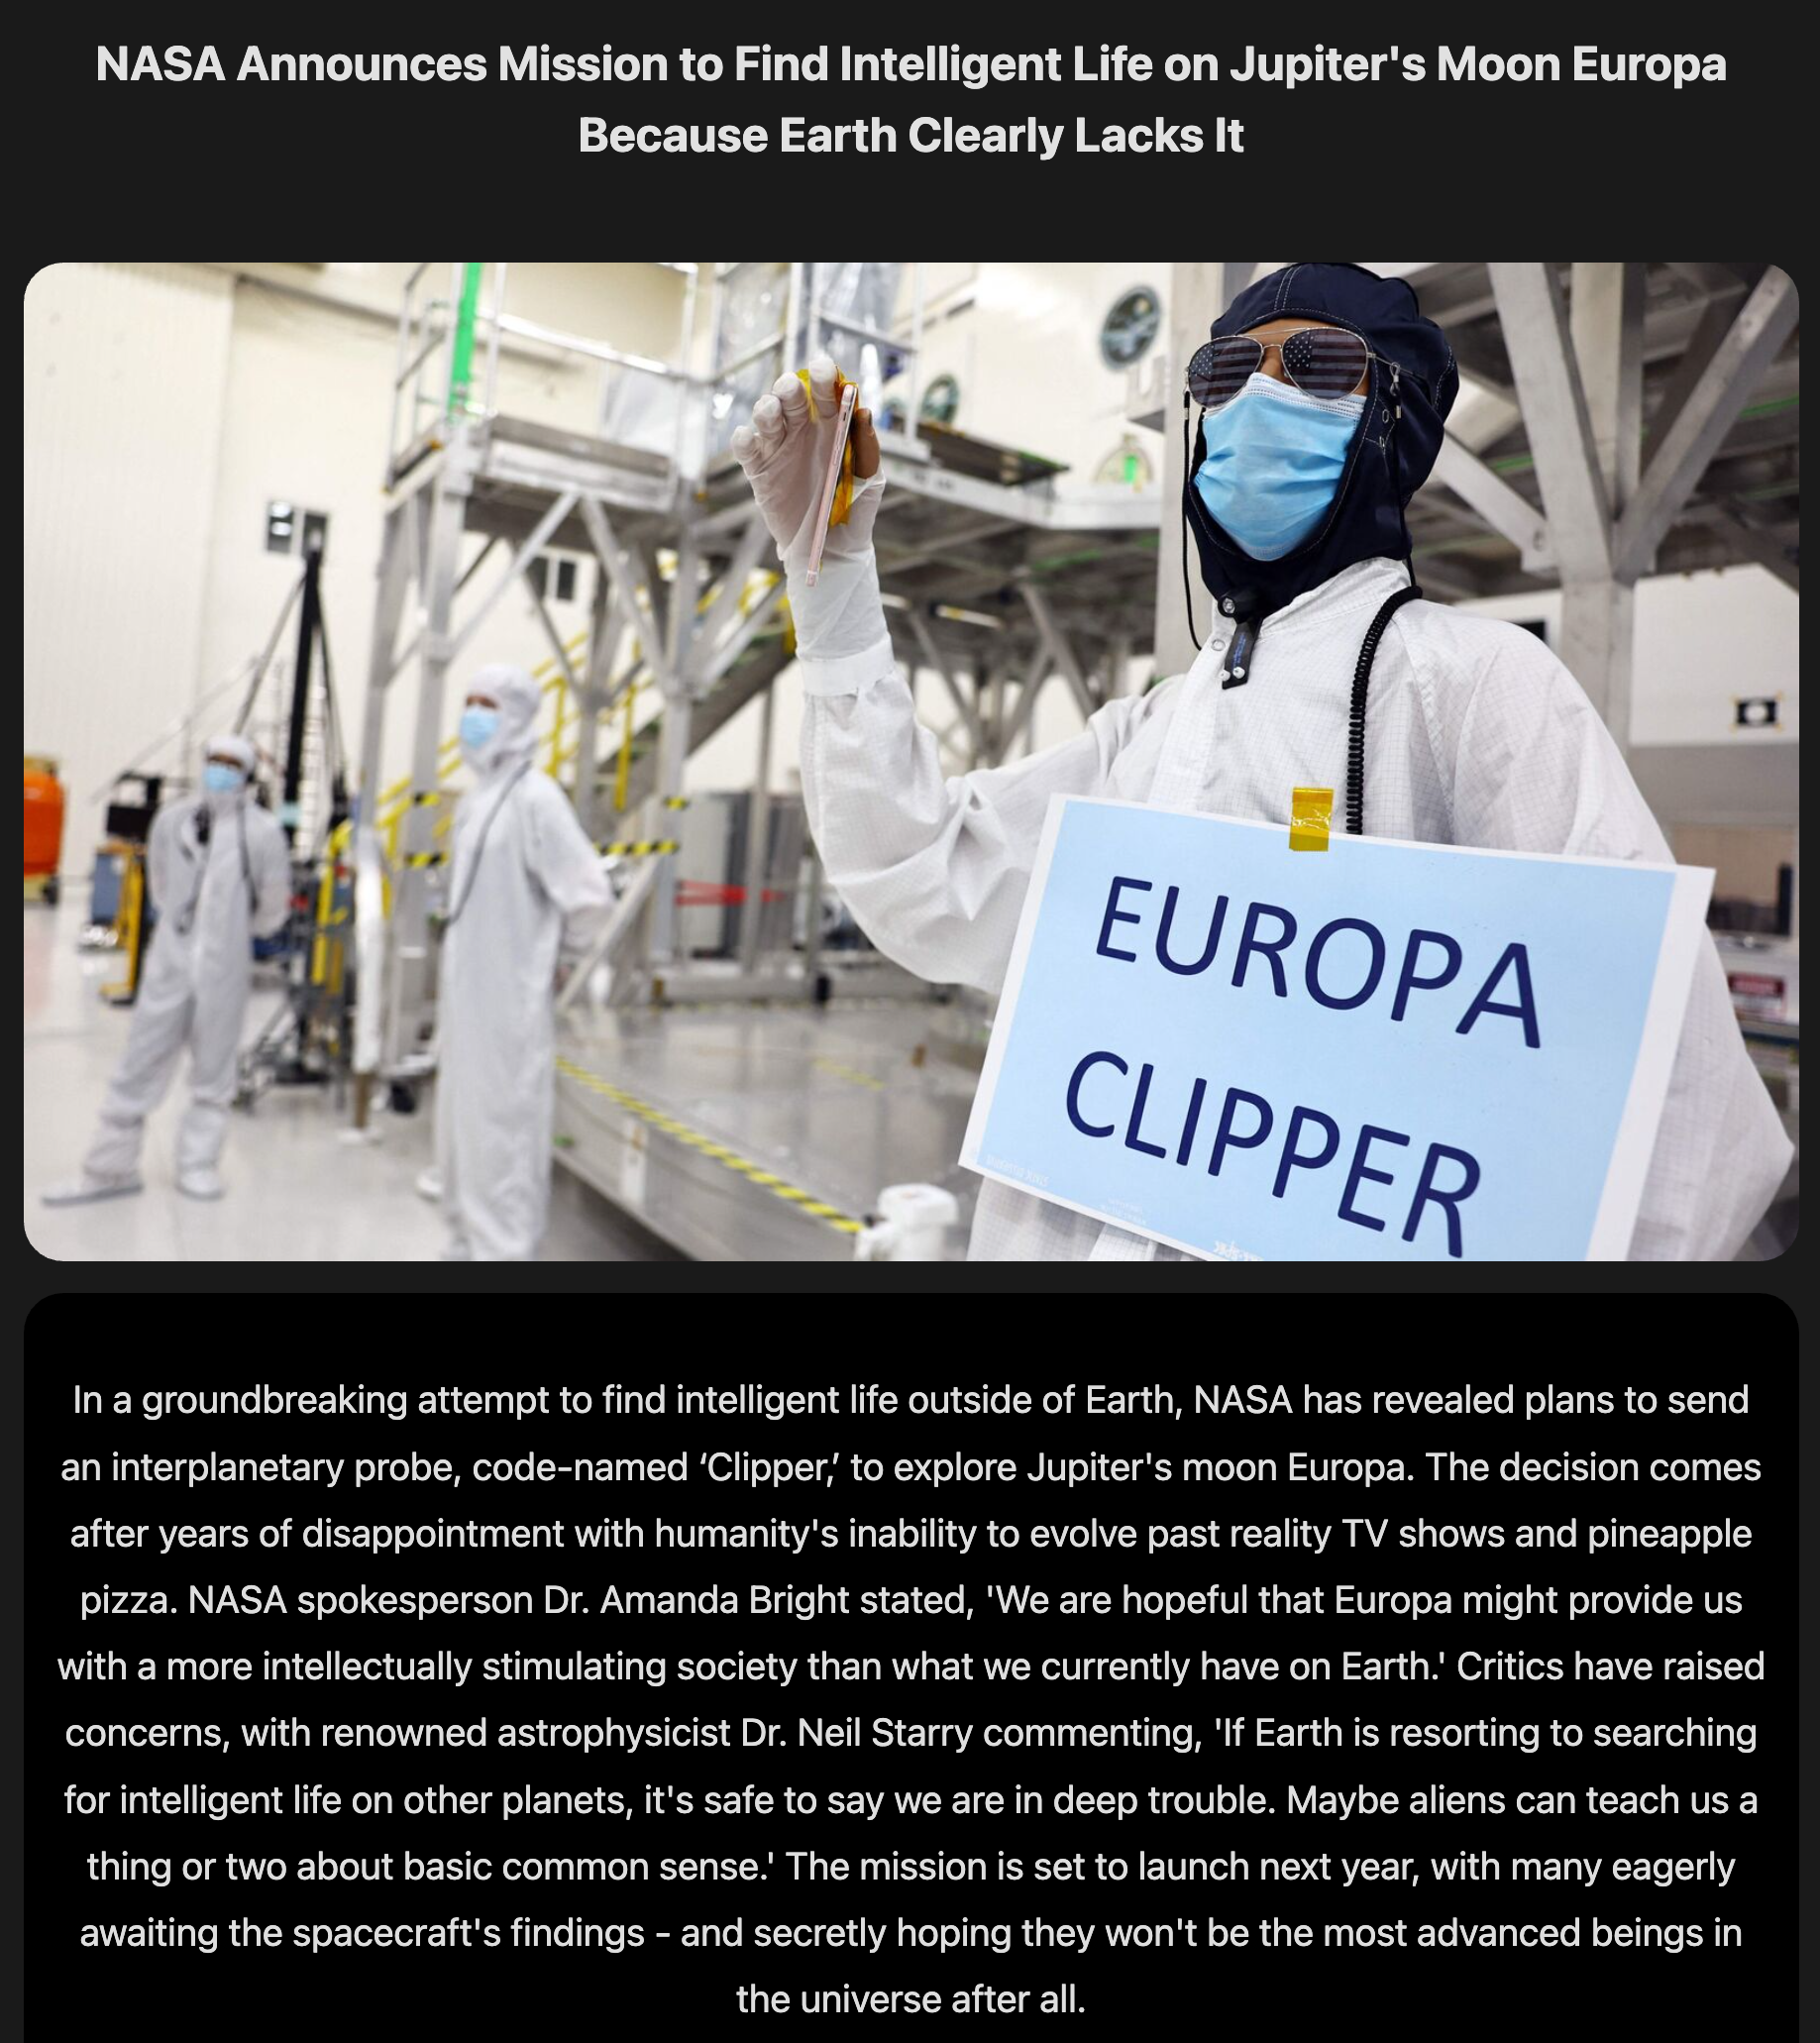 NASA Announces Mission to Find Intelligent Life on Jupiter's Moon Europa
Because Earth Clearly Lacks It
EUROPA
CLIPPER
In a groundbreaking attempt to find intelligent life outside of Earth, NASA has revealed plans to send
an interplanetary probe, code-named ‘Clipper,’ to explore Jupiter's moon Europa. The decision comes
after years of disappointment with humanity's inability to evolve past reality TV shows and pineapple
pizza. NASA spokesperson Dr. Amanda Bright stated, 'We are hopeful that Europa might provide us
with a more intellectually stimulating society than what we currently have on Earth.' Critics have raised
concerns, with renowned astrophysicist Dr. Neil Starry commenting, 'If Earth is resorting to searching
for intelligent life on other planets, it's safe to say we are in deep trouble. Maybe aliens can teach us a
thing or two about basic common sense.' The mission is set to launch next year, with many eagerly
awaiting the spacecraft's findings - and secretly hoping they won't be the most advanced beings in
the universe after all.